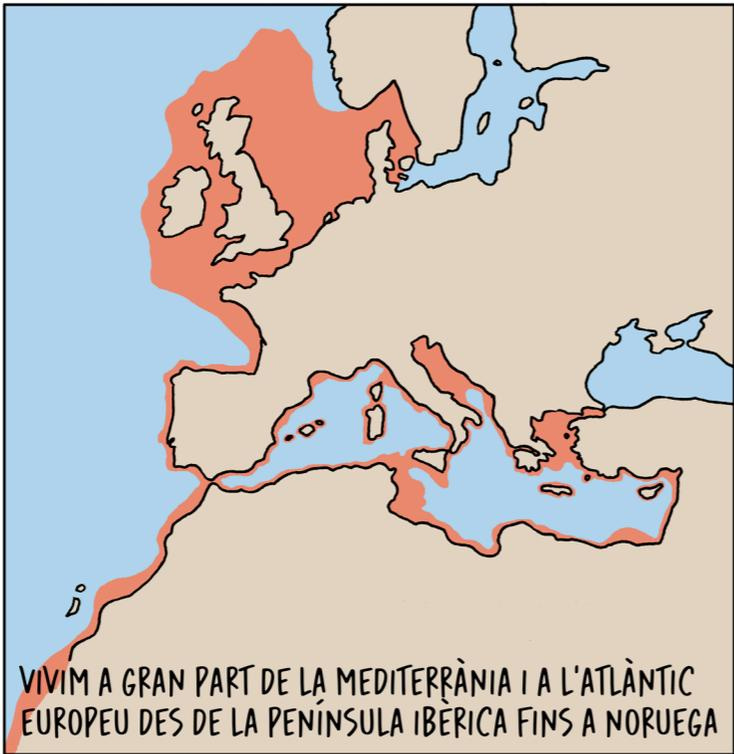 VIVIM A GRAN PART DE LA MEDITERRÀNIA I A L'ATLÀNTIC
EUROPEU DES DE LA PENÍNSULA IBÈRICA FINS A NORUEGA